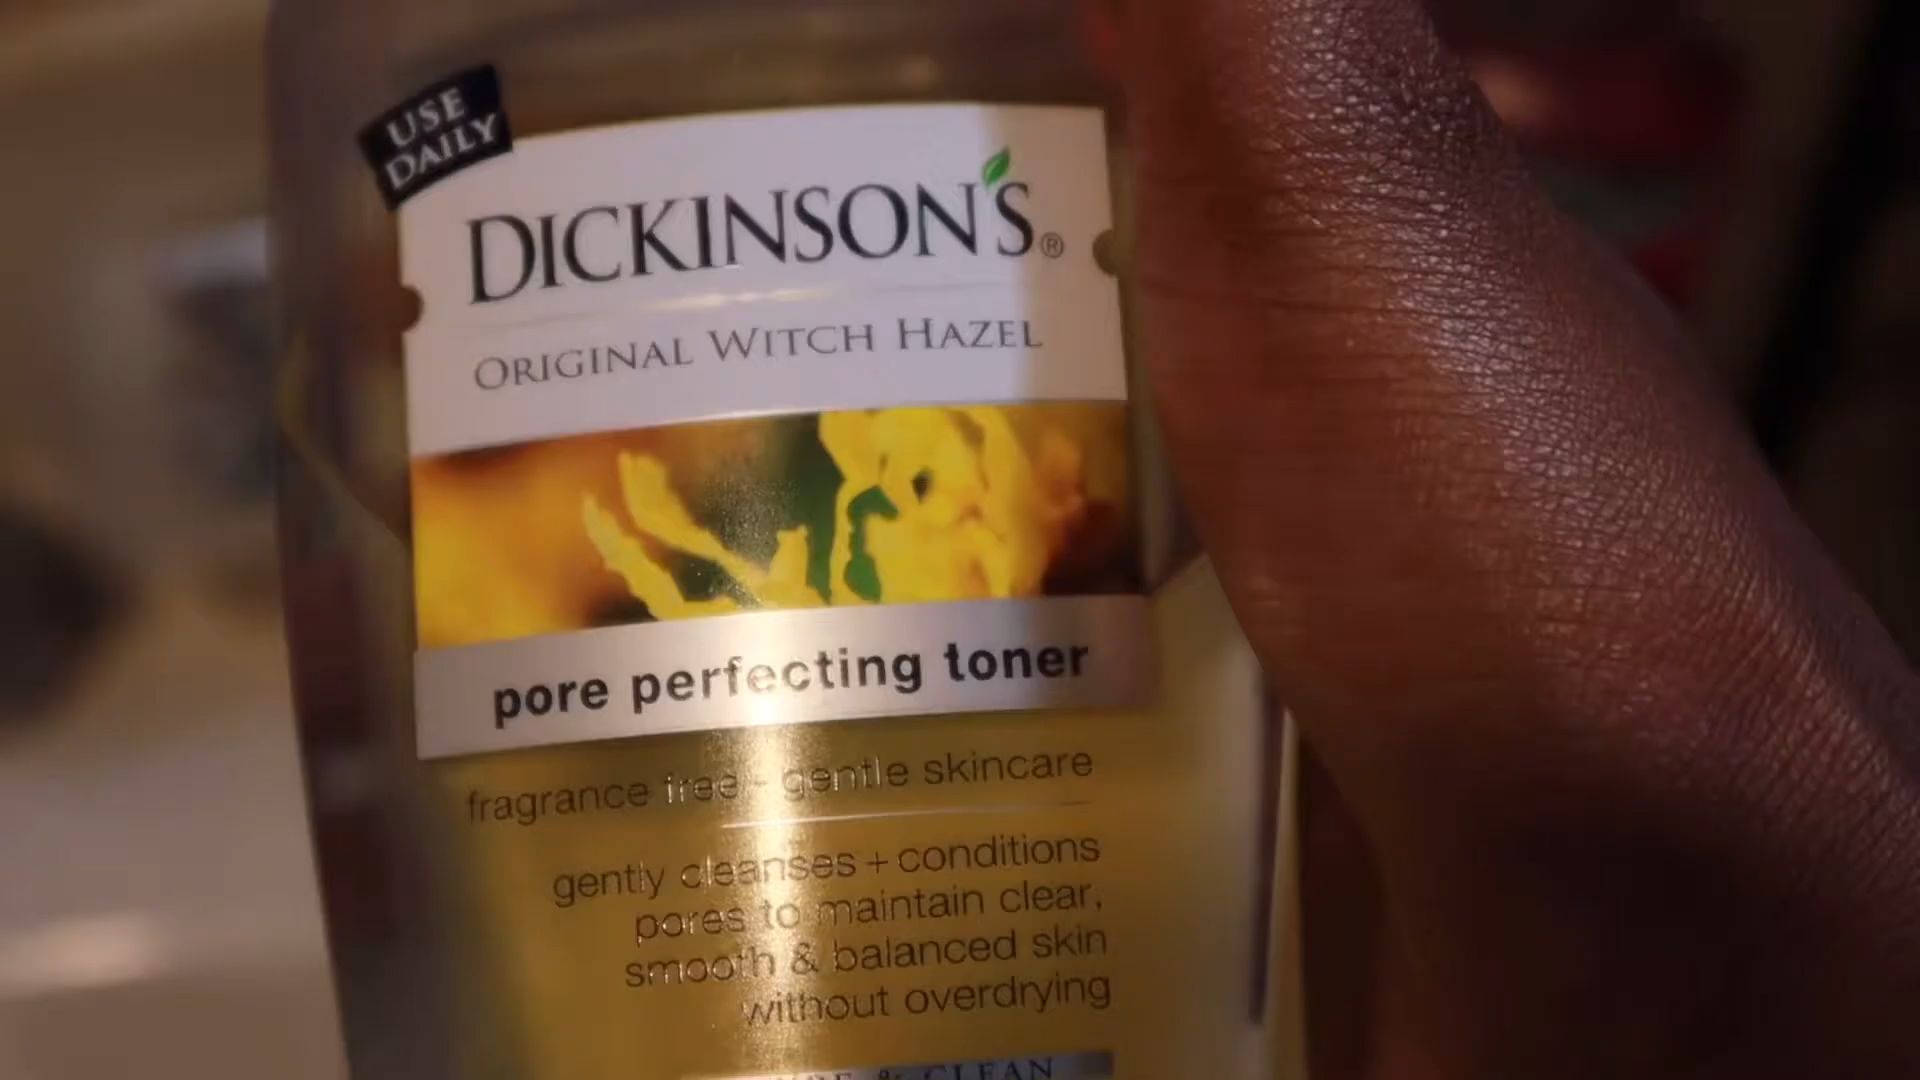 USE
DAILY
DICKINSON'S®
ORIGINAL WITCH HAZEL
pore perfecting toner
fragrance free - gentle skincare
gently cleanses + conditions
pores to maintain clear,
smooth & balanced skin
without overdrying
& CLEAN